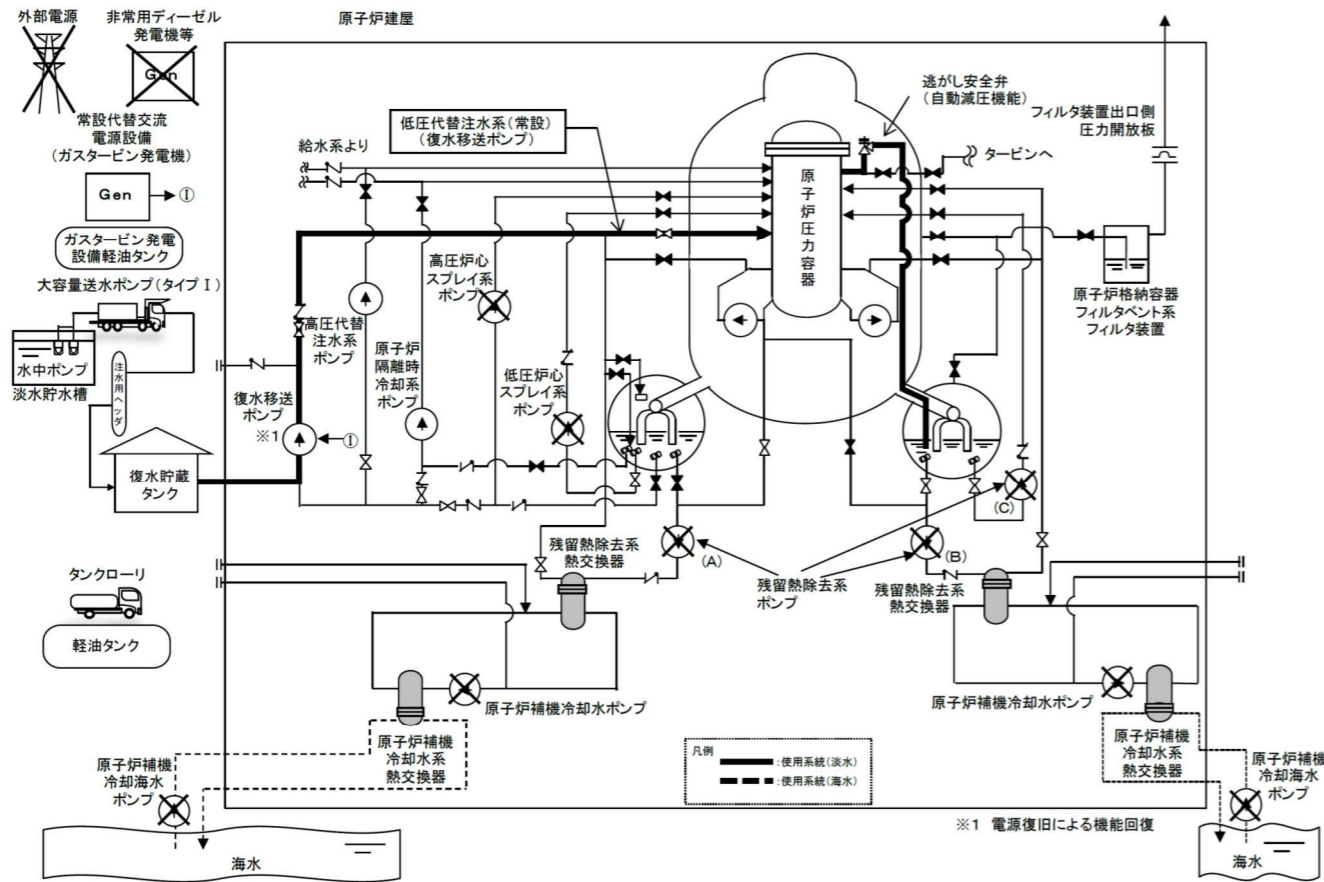 外部電源
非常用ディーゼル
発電機等
Gen
原子炉建屋
常設代替交流
電源設備
(ガスタービン発電機)
Gen
Ⓘ
ガスタービン発電
設備軽油タンク
大容量送水ポンプ(タイプⅠ)
水中ポンプ
淡水貯水槽
注水用ヘッダ
復水貯蔵
タンク
タンクローリ
軽油タンク
給水系より
低圧代替注水系(常設)
(復水移送ポンプ)
逃がし安全弁
(自動減圧機能)
タービンへ
フィルタ装置出口側
圧力開放板
原子炉圧力容器
原子炉格納容器
フィルタベント系
フィルタ装置
高圧代替
注水系
ポンプ
復水移送
ポンプ
※1
Ⓘ
高圧炉心
スプレイ系
ポンプ
原子炉
隔離時
冷却系
ポンプ
低圧炉心
スプレイ系
ポンプ
残留熱除去系
熱交換器
(A)
残留熱除去系
ポンプ
(B)
(C)
残留熱除去系
熱交換器
原子炉補機冷却水ポンプ
原子炉補機
冷却水系
熱交換器
原子炉補機
冷却海水
ポンプ
海水
凡例
:使用系統(淡水)
:使用系統(海水)
原子炉補機冷却水ポンプ
原子炉補機
冷却水系
熱交換器
原子炉補機
冷却海水
ポンプ
※1 電源復旧による機能回復
海水